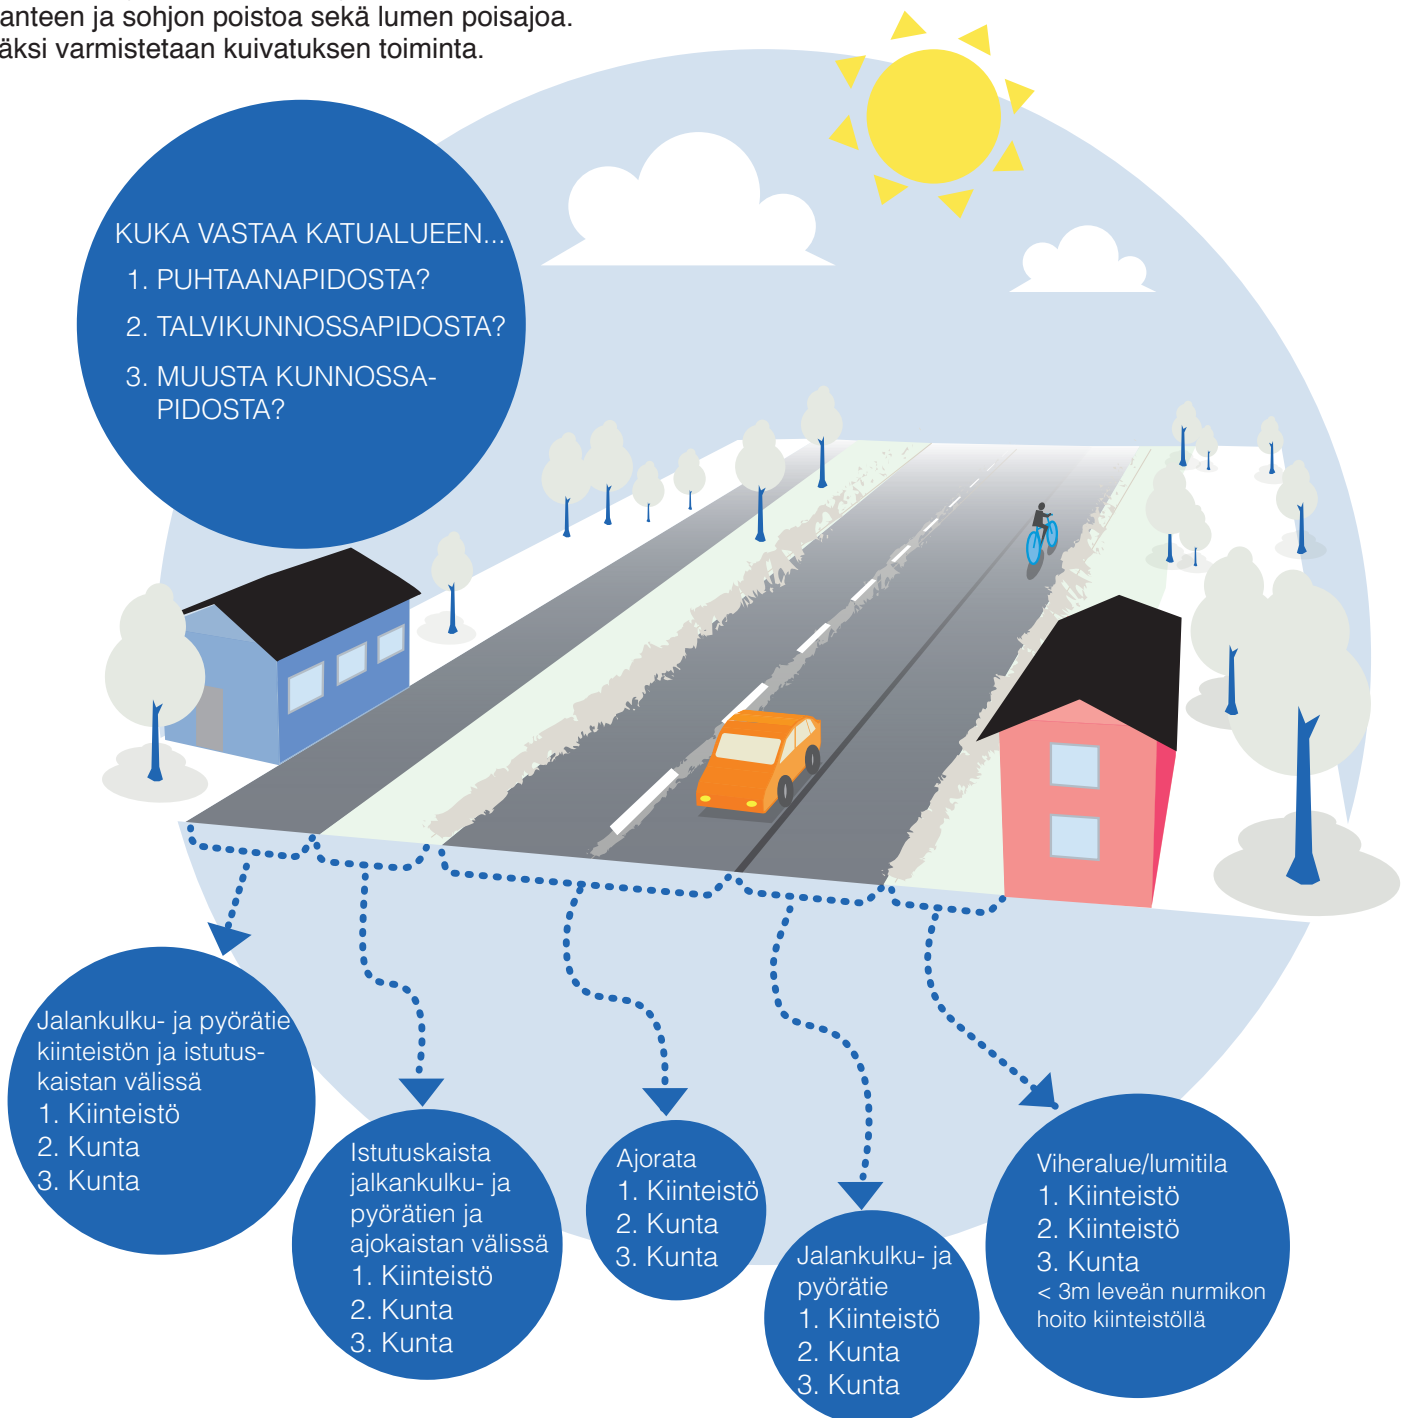 anteen ja sohjon poistoa sekä lumen poisajoa.
äksi varmistetaan kuivatuksen toiminta.
KUKA VASTAA KATUALUEEN...
1. PUHTAANAPIDOSTA?
2. TALVIKUNNOSSAPIDOSTA?
3. MUUSTA KUNNOSSA-
PIDOSTA?
Jalankulku- ja pyörätie
kiinteistön ja istutus-
kaistan välissä
1. Kiinteistö
2. Kunta
3. Kunta
Istutuskaista
jalkankulku- ja
pyörätien ja
ajokaistan välissä
1. Kiinteistö
2. Kunta
3. Kunta
Ajorata
1. Kiinteistö
2. Kunta
3. Kunta
Jalankulku- ja
pyörätie
1. Kiinteistö
2. Kunta
3. Kunta
Viheralue/lumitila
1. Kiinteistö
2. Kiinteistö
3. Kunta
< 3m leveän nurmikon
hoito kiinteistöllä